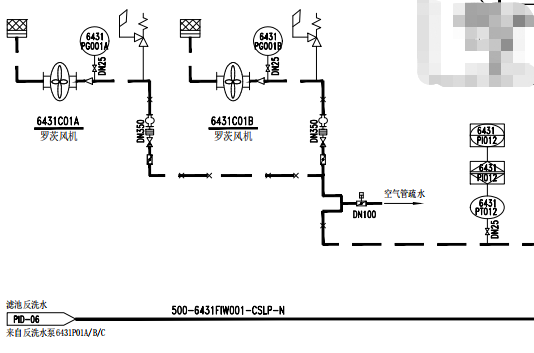 6431
PG001A
DN25
6431
PG001B
DN25
6431C01A
罗茨风机
DN350
6431C01B
罗茨风机
DN350
6431
PI012
6431
PI012
空气管疏水
6431
PT012
DN100
DN25
滤池反洗水
PID-06
500-6431FIW001-CSLP-N
来自反洗水泵6431P01A/B/C